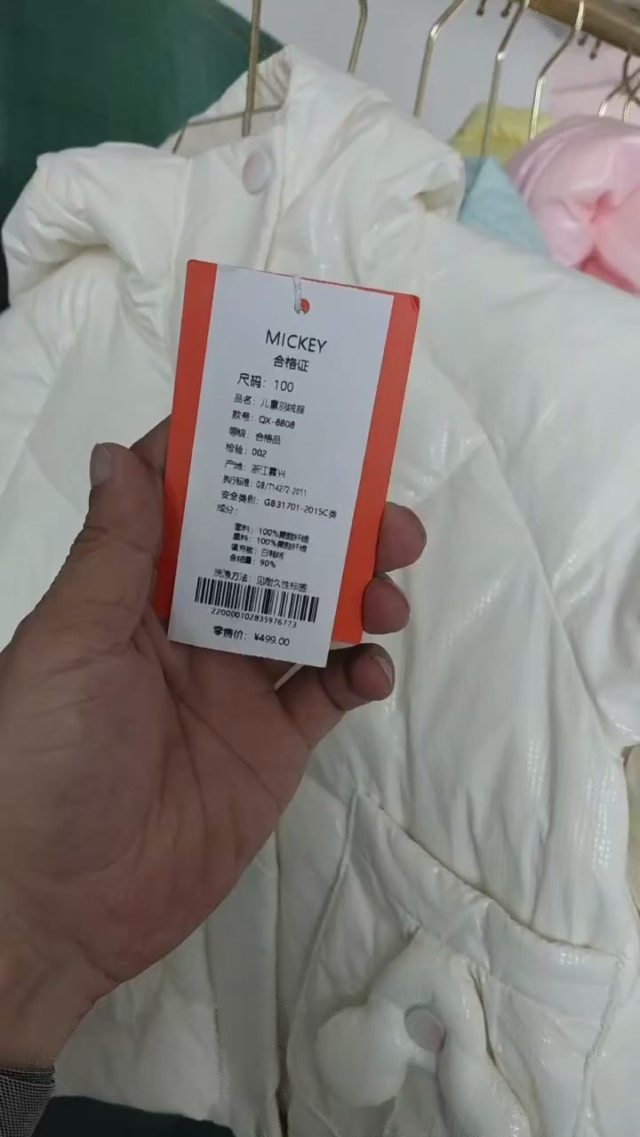 MICKEY
合格证
尺码：100
品名：儿童羽绒服
款号：QX-8808
等级：合格品
检验：002
产地：浙江嘉兴
执行标准：GB/T14272-2011
安全类别：GB31701-2015C类
成分：
面料：100%聚酯纤维
里料：100%聚酯纤维
填充物：白鸭绒
含绒量：90%
洗涤方法：见耐久性标签
220000102835976773
零售价：¥499.00